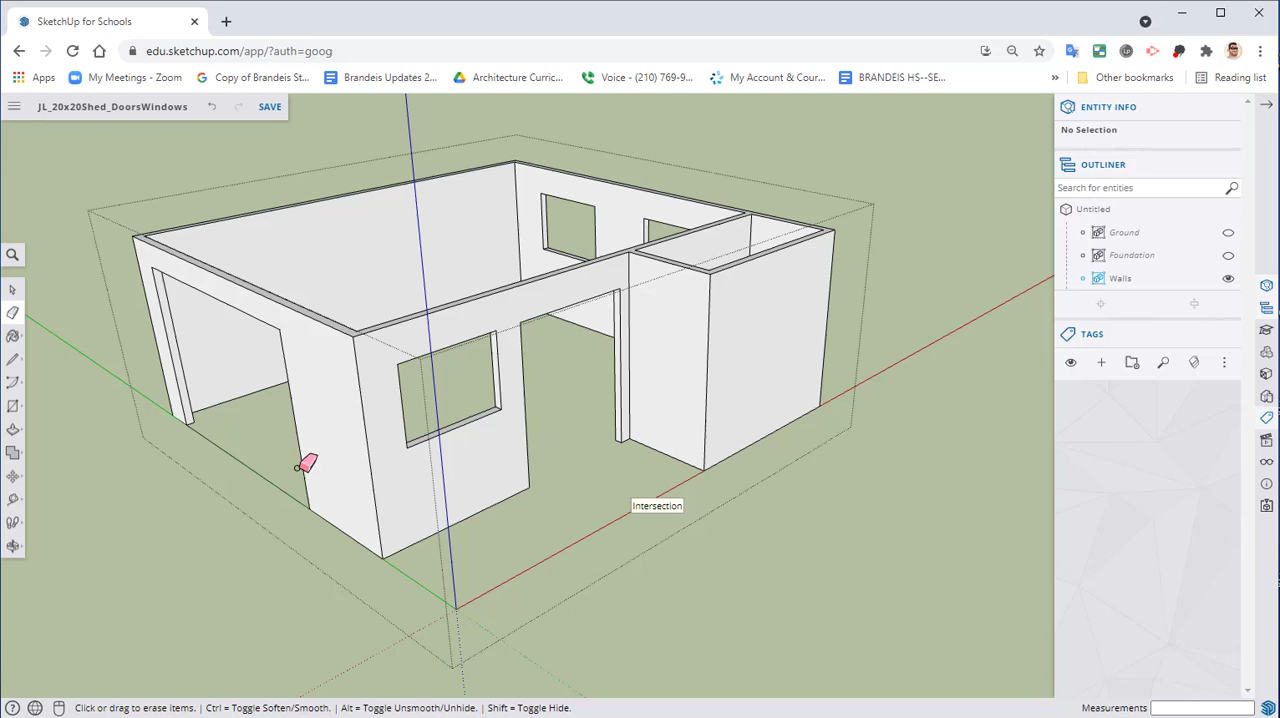 SketchUp for Schools
edu.sketchup.com/app/?auth=goog
Apps
My Meetings - Zoom
Copy of Brandeis St...
Brandeis Updates 2...
Architecture Curric...
Voice - (210) 769-9...
My Account & Cour...
BRANDEIS HS--SE...
»
Other bookmarks
Reading list
JL_20x20Shed_DoorsWindows
SAVE
ENTITY INFO
No Selection
OUTLINER
Search for entities
Untitled
Ground
Foundation
Walls
TAGS
Intersection
Click or drag to erase items. | Ctrl = Toggle Soften/Smooth. | Alt = Toggle Unsmooth/Unhide. | Shift = Toggle Hide.
Measurements